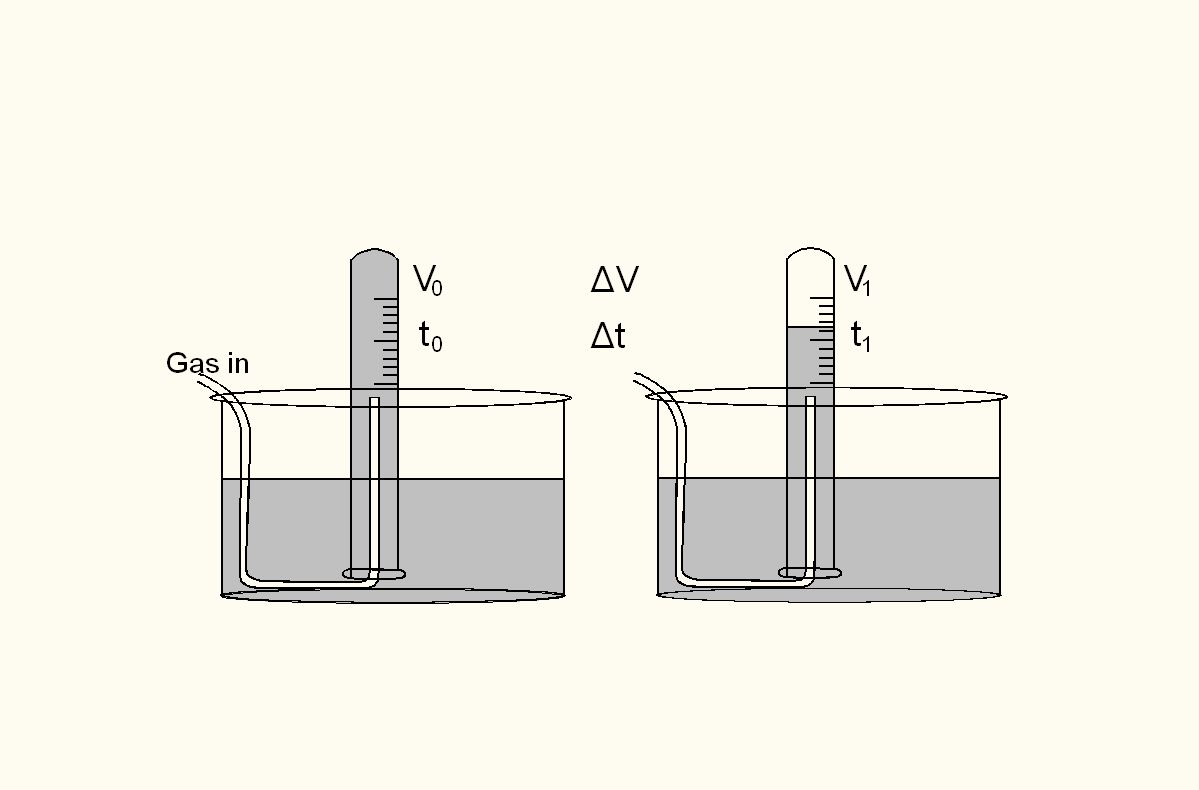 V₀
t₀
Gas in
ΔV
Δt
V₁
t₁